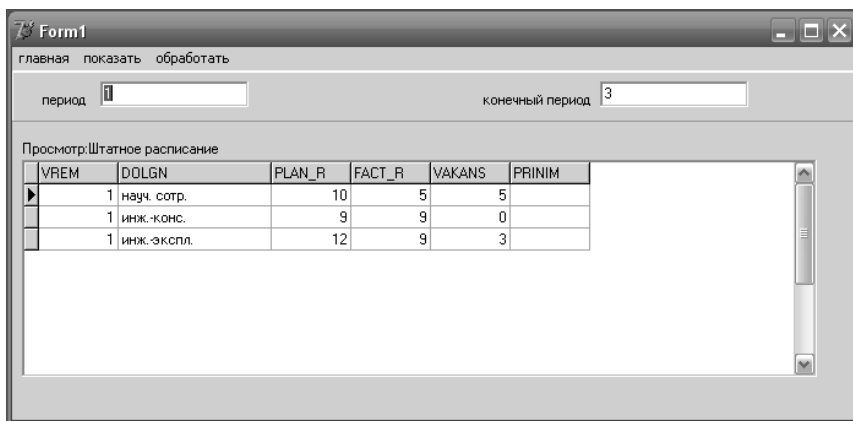 Form1
главная показать обработать
период 1 конечный период 3
Просмотр:Штатное расписание
VREM DOLGN PLAN_R FACT_R VAKANS PRINIM
1 науч. сотр. 10 5 5
1 инж.-конс. 9 9 0
1 инж.-экспл. 12 9 3